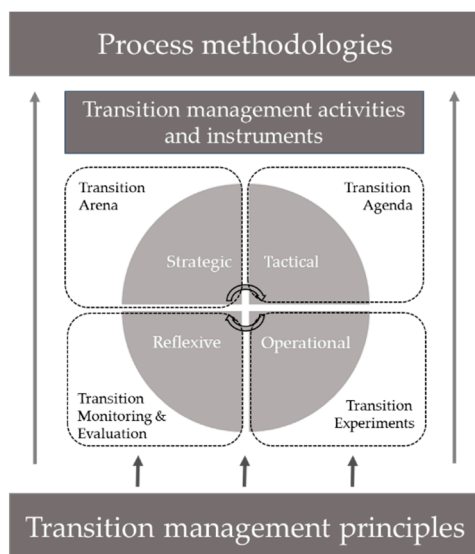 Process methodologies
Transition management activities
and instruments
Transition
Arena
Transition
Agenda
Strategic
Tactical
Reflexive
Operational
Transition
Monitoring &
Evaluation
Transition
Experiments
Transition management principles